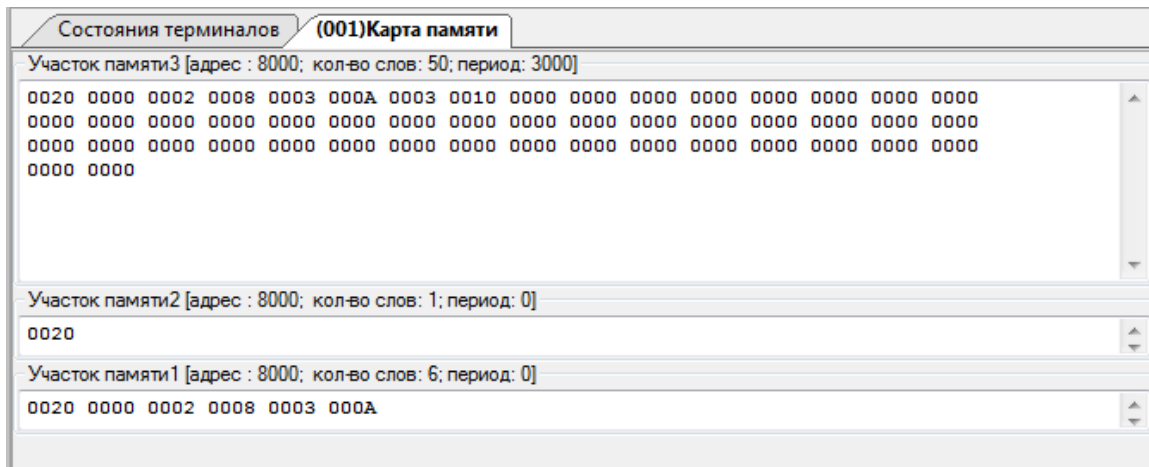 Состояния терминалов (001)Карта памяти
Участок памяти3 [адрес : 8000; кол-во слов: 50; период: 3000]
0020 0000 0002 0008 0003 000A 0003 0010 0000 0000 0000 0000 0000 0000 0000 0000
0000 0000 0000 0000 0000 0000 0000 0000 0000 0000 0000 0000 0000 0000 0000 0000
0000 0000 0000 0000 0000 0000 0000 0000 0000 0000 0000 0000 0000 0000 0000 0000
0000 0000
Участок памяти2 [адрес : 8000; кол-во слов: 1; период: 0]
0020
Участок памяти1 [адрес : 8000; кол-во слов: 6; период: 0]
0020 0000 0002 0008 0003 000A